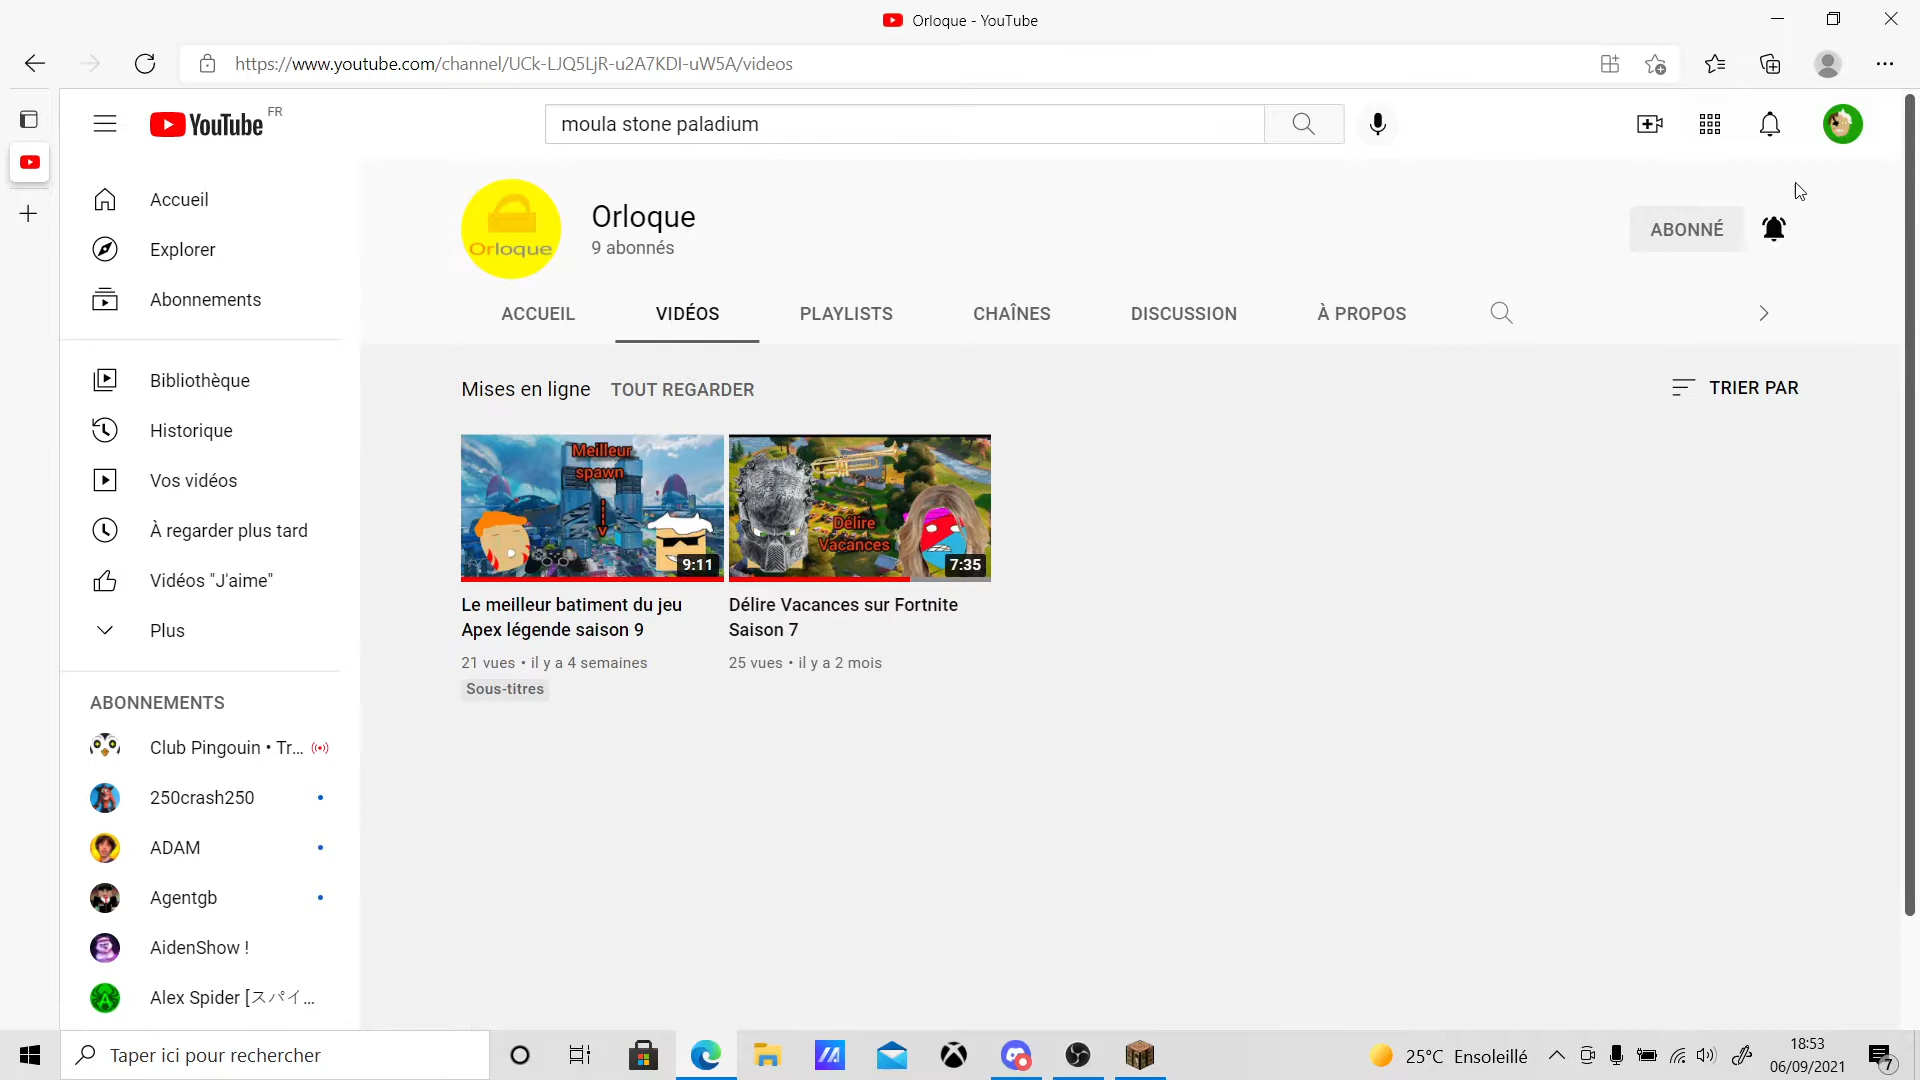 Orloque - YouTube
https://www.youtube.com/channel/UCk-LJQ5LjR-u2A7KDI-uW5A/videos
YouTube FR
moula stone paladium
Accueil
Explorer
Abonnements
Bibliothèque
Historique
Vos vidéos
À regarder plus tard
Vidéos "J'aime"
Plus
ABONNEMENTS
Club Pingouin • Tr...
250crash250
ADAM
Agentgb
AidenShow !
Alex Spider [スパイ...
Orloque
Orloque
9 abonnés
ABONNÉ
ACCUEIL
VIDÉOS
PLAYLISTS
CHAÎNES
DISCUSSION
À PROPOS
Mises en ligne
TOUT REGARDER
TRIER PAR
Meilleur
spawn
9:11
Délire
Vacances
7:35
Le meilleur batiment du jeu
Apex légende saison 9
21 vues • il y a 4 semaines
Sous-titres
Délire Vacances sur Fortnite
Saison 7
25 vues • il y a 2 mois
Taper ici pour rechercher
25°C Ensoleillé
18:53
06/09/2021
7